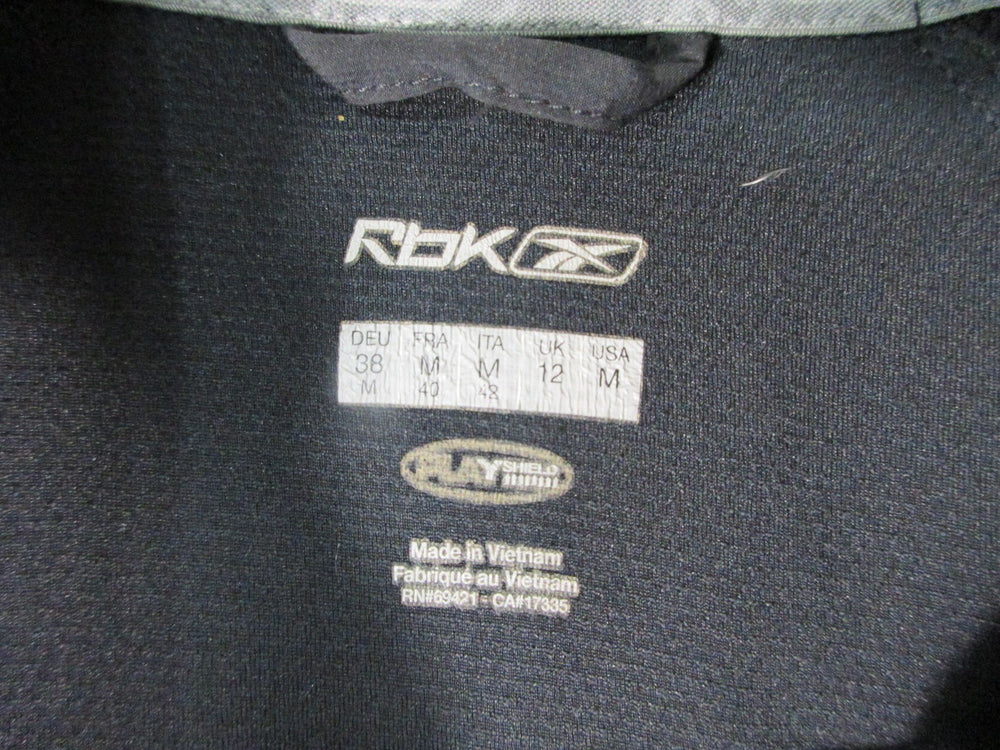 Rbk
DEU FRA ITA UK USA
38 M M 12 M
M 40 48
PLAY SHIELD
Made in Vietnam
Fabriqué au Vietnam
RN#69421 - CA#17335